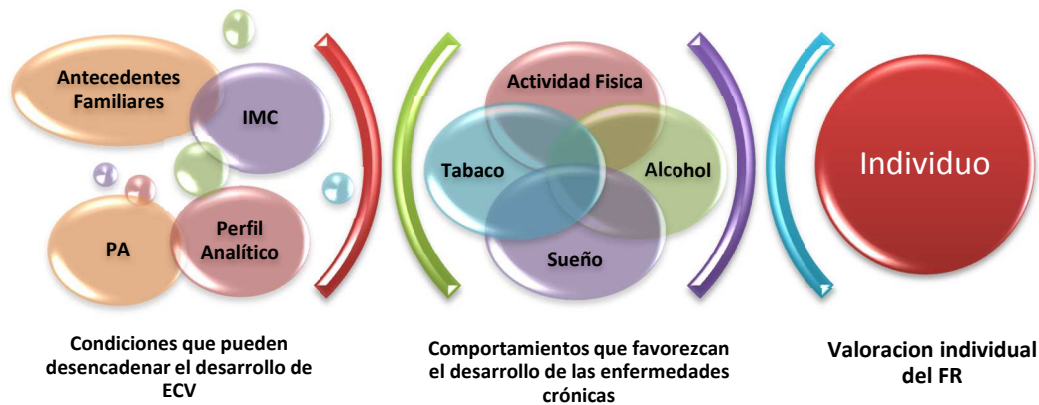 Antecedentes
Familiares
IMC
PA
Perfil
Analítico
Condiciones que pueden
desencadenar el desarrollo de
ECV
Actividad Fisica
Tabaco
Alcohol
Sueño
Comportamientos que favorezcan
el desarrollo de las enfermedades
crónicas
Individuo
Valoracion individual
del FR